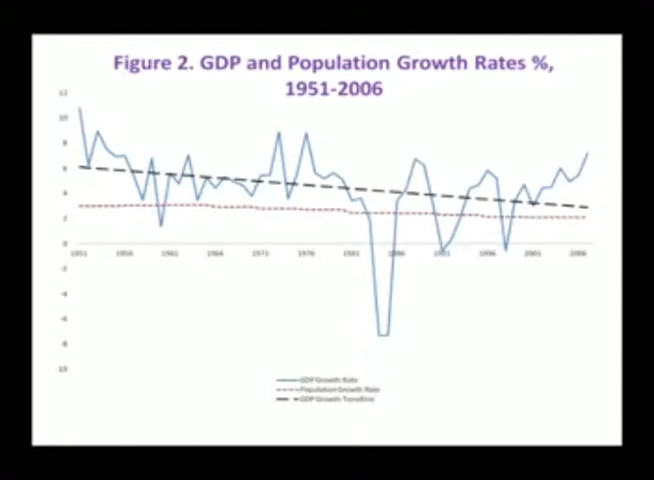 Figure 2. GDP and Population Growth Rates %,
1951-2006
12
10
8
6
4
2
0
-2
-4
-6
-8
-10
1951 1956 1961 1966 1971 1976 1981 1986 1991 1996 2001 2006
GDP Growth Rate
Population Growth Rate
GDP Growth Trendline